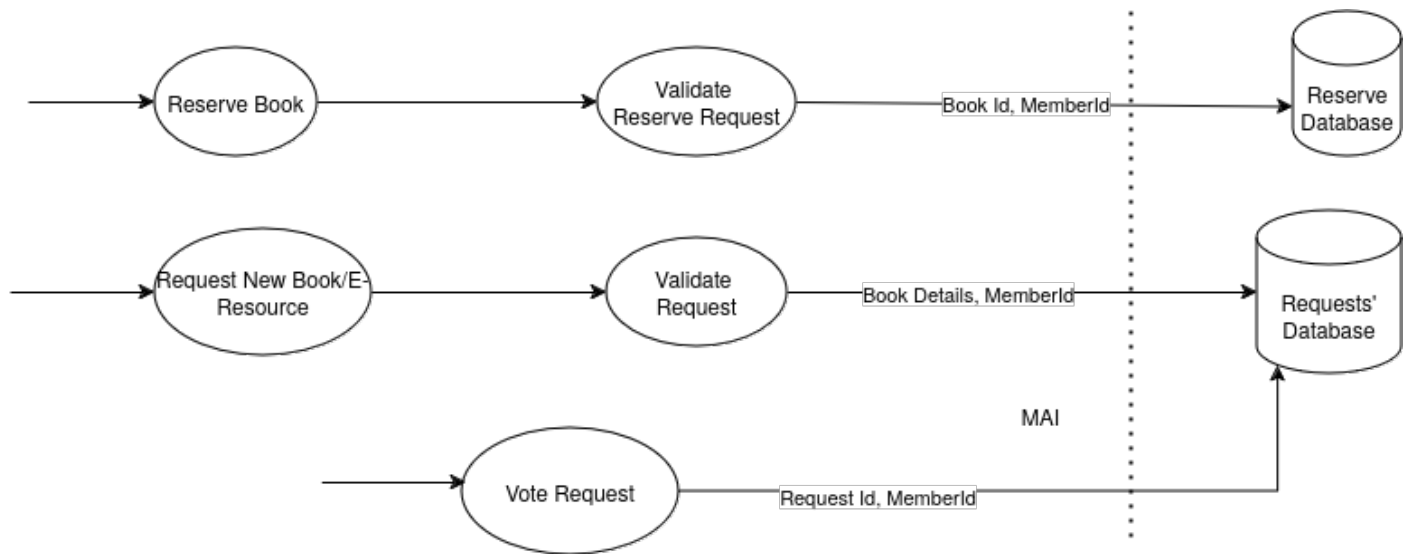 Reserve Book
Validate
Reserve Request
Book Id, MemberId
Reserve
Database
Request New Book/E-
Resource
Validate
Request
Book Details, MemberId
Requests'
Database
MAI
Vote Request
Request Id, MemberId